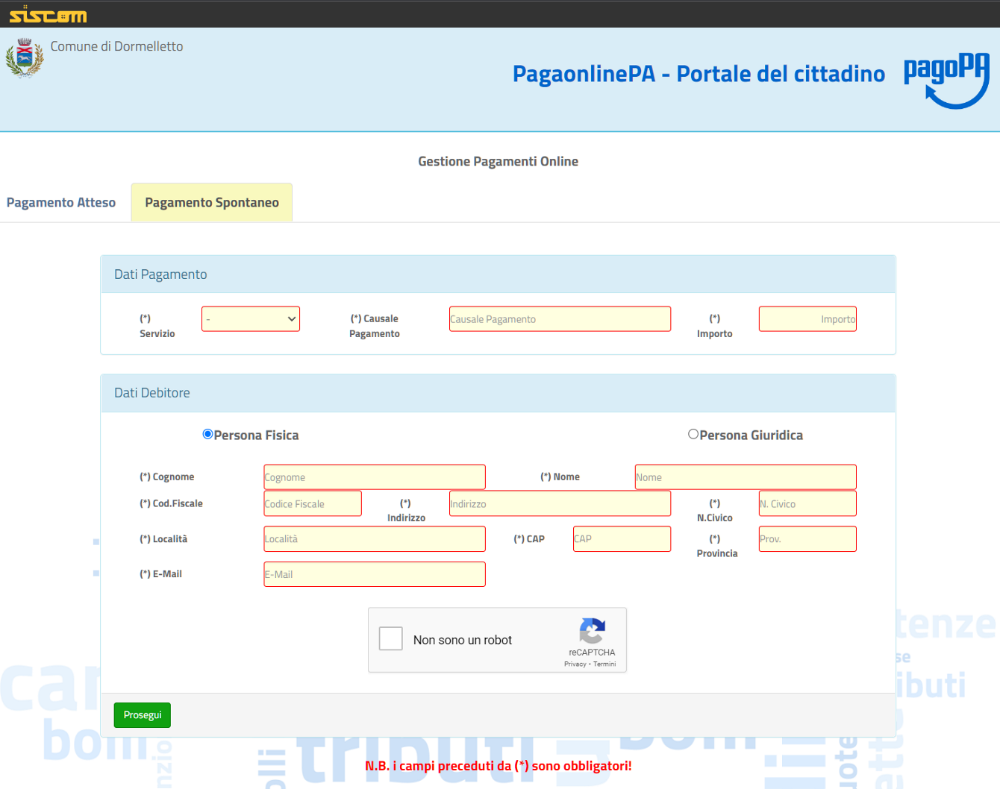 siscom
Comune di Dormelletto
PagaonlinePA - Portale del cittadino
pagoPA
Gestione Pagamenti Online
Pagamento Atteso
Pagamento Spontaneo
Dati Pagamento
(*) Servizio
-
(*) Causale Pagamento
Causale Pagamento
(*) Importo
Importo
Dati Debitore
Persona Fisica
Persona Giuridica
(*) Cognome
Cognome
(*) Nome
Nome
(*) Cod.Fiscale
Codice Fiscale
(*) Indirizzo
Indirizzo
(*) N.Civico
N. Civico
(*) Località
Località
(*) CAP
CAP
(*) Provincia
Prov.
(*) E-Mail
E-Mail
Non sono un robot
reCAPTCHA
Privacy - Termini
Prosegui
tributi
N.B. i campi preceduti da (*) sono obbligatori!